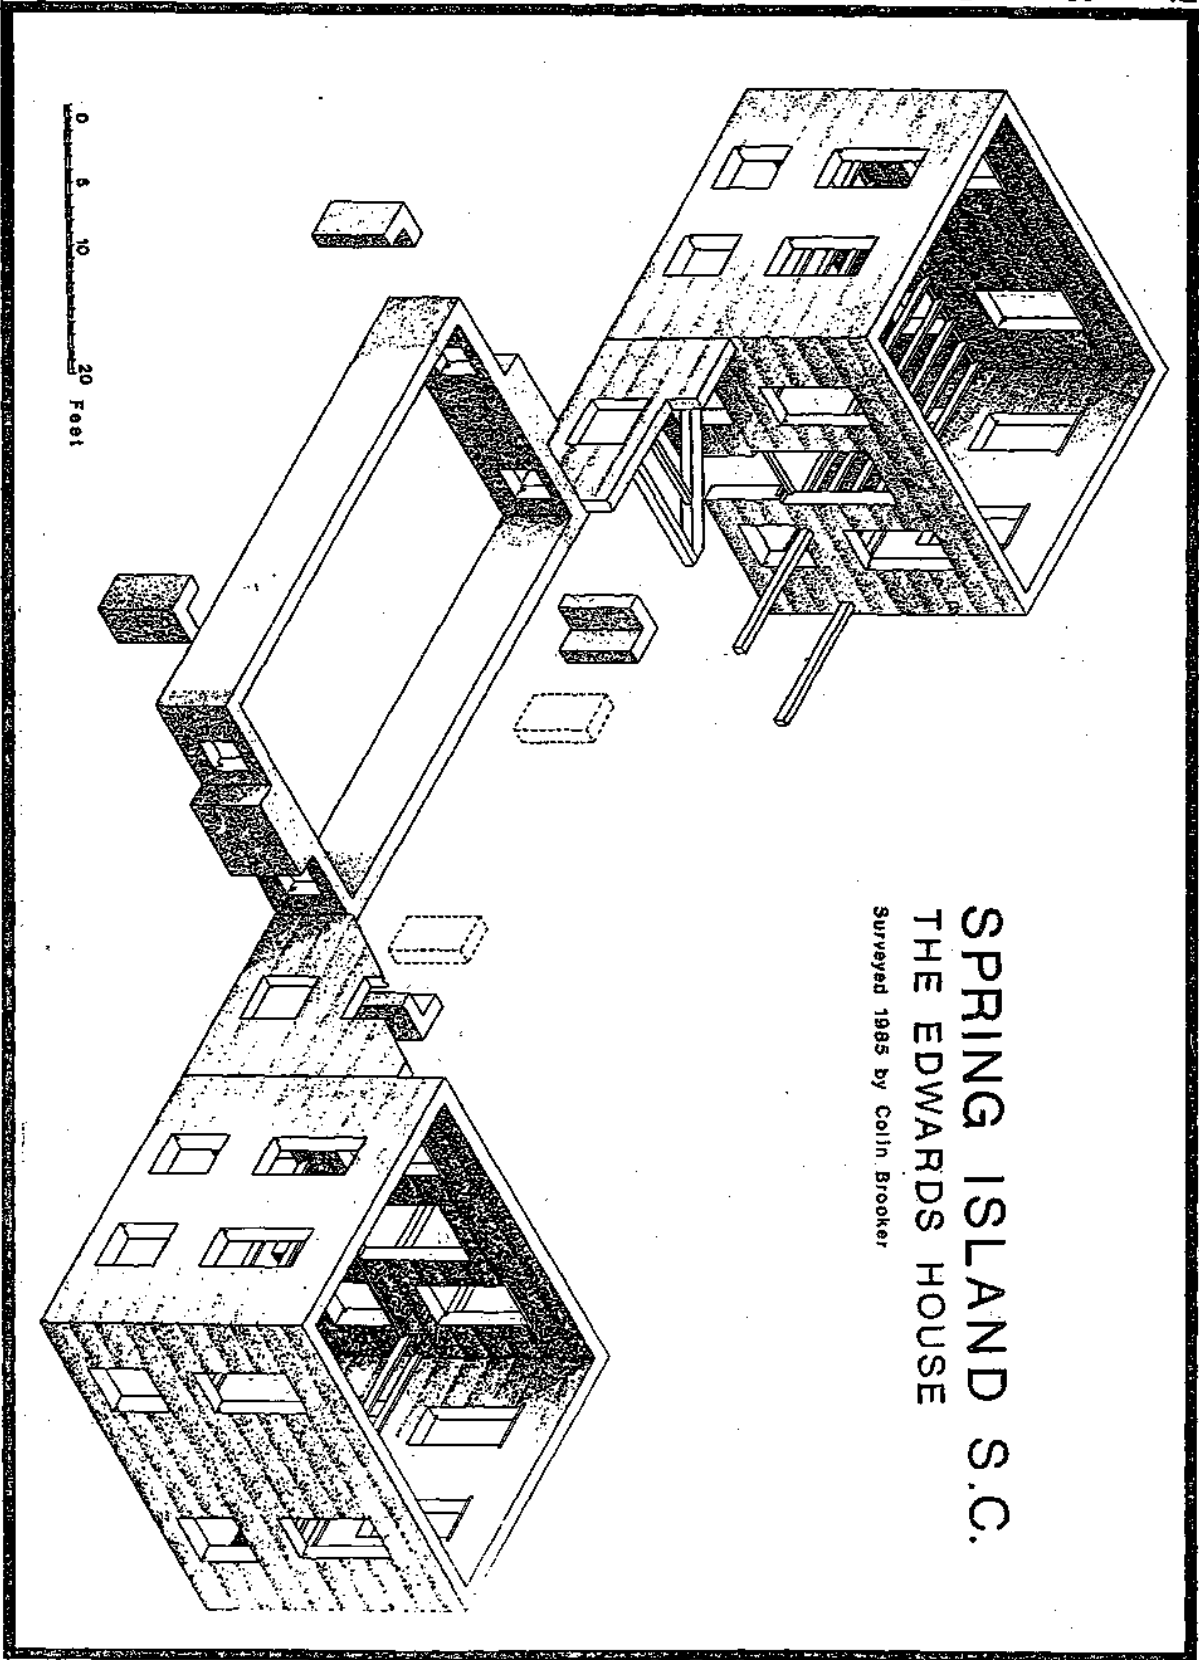 SPRING ISLAND S.C.
THE EDWARDS HOUSE
Surveyed 1985 by Colin Brooker
0 5 10 20 Feet